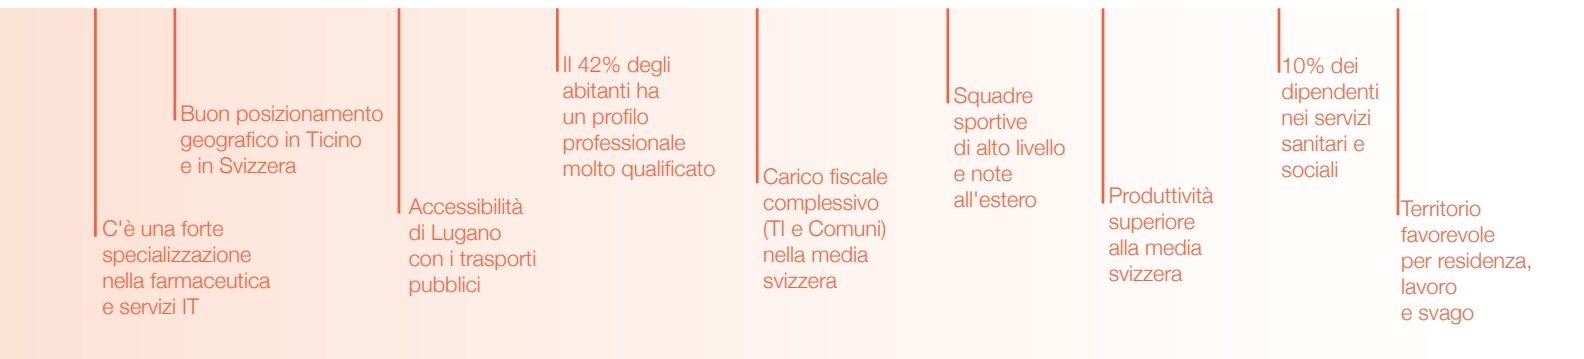 C'è una forte
specializzazione
nella farmaceutica
e servizi IT
Buon posizionamento
geografico in Ticino
e in Svizzera
Accessibilità
di Lugano
con i trasporti
pubblici
Il 42% degli
abitanti ha
un profilo
professionale
molto qualificato
Carico fiscale
complessivo
(TI e Comuni)
nella media
svizzera
Squadre
sportive
di alto livello
e note
all'estero
Produttività
superiore
alla media
svizzera
10% dei
dipendenti
nei servizi
sanitari e
sociali
Territorio
favorevole
per residenza,
lavoro
e svago